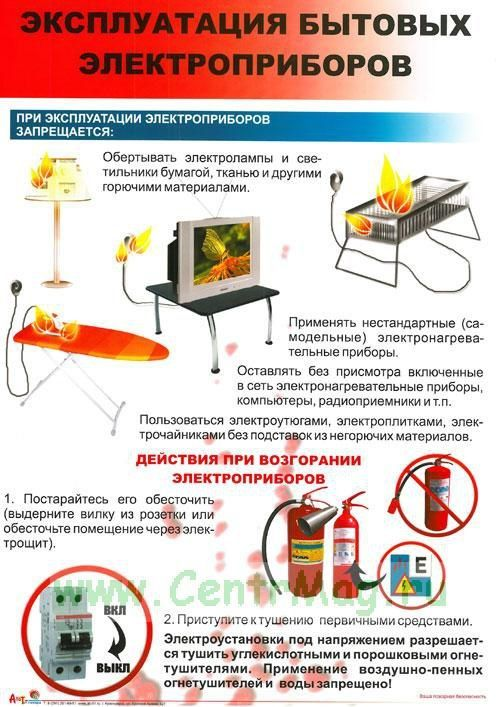 ЭКСПЛУАТАЦИЯ БЫТОВЫХ
ЭЛЕКТРОПРИБОРОВ
ПРИ ЭКСПЛУАТАЦИИ ЭЛЕКТРОПРИБОРОВ
ЗАПРЕЩАЕТСЯ:
Обертывать электролампы и све-
тильники бумагой, тканью и другими
горючими материалами.
Применять нестандартные (са-
модельные) электронагрева-
тельные приборы.
Оставлять без присмотра включенные
в сеть электронагревательные приборы,
компьютеры, радиоприемники и т.п.
Пользоваться электроутюгами, электроплитками, элек-
трочайниками без подставок из негорючих материалов.
ДЕЙСТВИЯ ПРИ ВОЗГОРАНИИ
ЭЛЕКТРОПРИБОРОВ
1. Постарайтесь его обесточить
(выдерните вилку из розетки или
обесточьте помещение через элек-
трощит).
E
www.CentrMag.ru
ВКЛ
ВЫКЛ
2. Приступите к тушению первичными средствами.
Электроустановки под напряжением разрешает-
ся тушить углекислотными и порошковыми огне-
тушителями. Применение воздушно-пенных
огнетушителей и воды запрещено!
Ваша пожарная безопасность